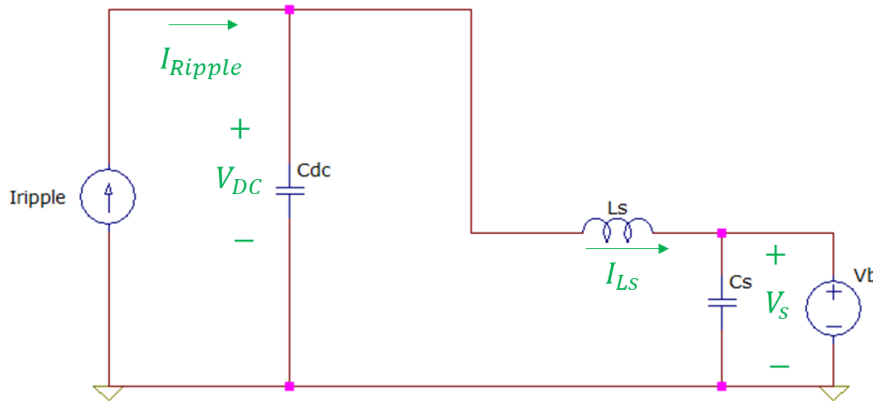 I_Ripple
+
V_DC
−
Cdc
Iripple
Ls
I_Ls
Cs
+
V_s
−
Vb